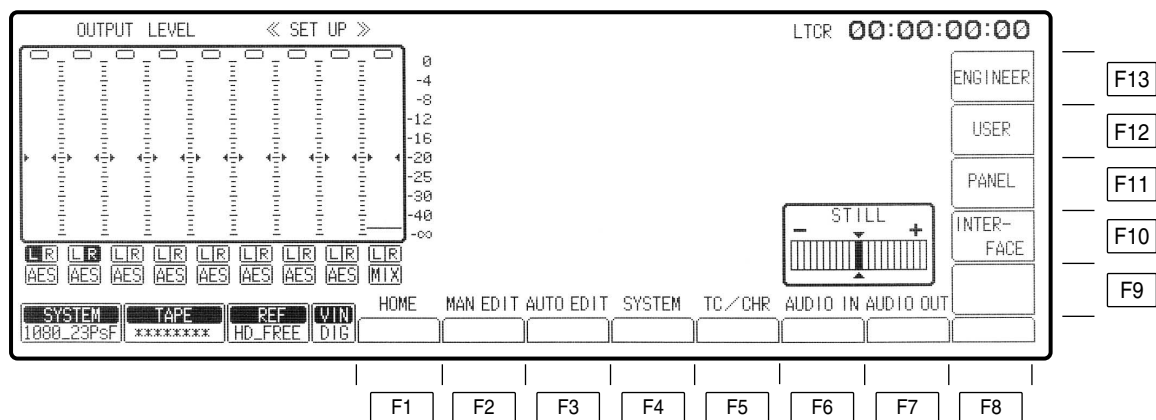 OUTPUT LEVEL ≪ SET UP ≫ LTCR 00:00:00:00
0
-4
-8
-12
-16
-20
-25
-30
-40
-∞
ENGINEER F13
USER F12
PANEL F11
INTER-FACE F10
F9
STILL
- +
L R L R L R L R L R L R L R L R L R
AES AES AES AES AES AES AES AES MIX
SYSTEM TAPE REF VIN
1080_23PsF ******** HD_FREE DIG
HOME MAN EDIT AUTO EDIT SYSTEM TC/CHR AUDIO IN AUDIO OUT
F1 F2 F3 F4 F5 F6 F7 F8